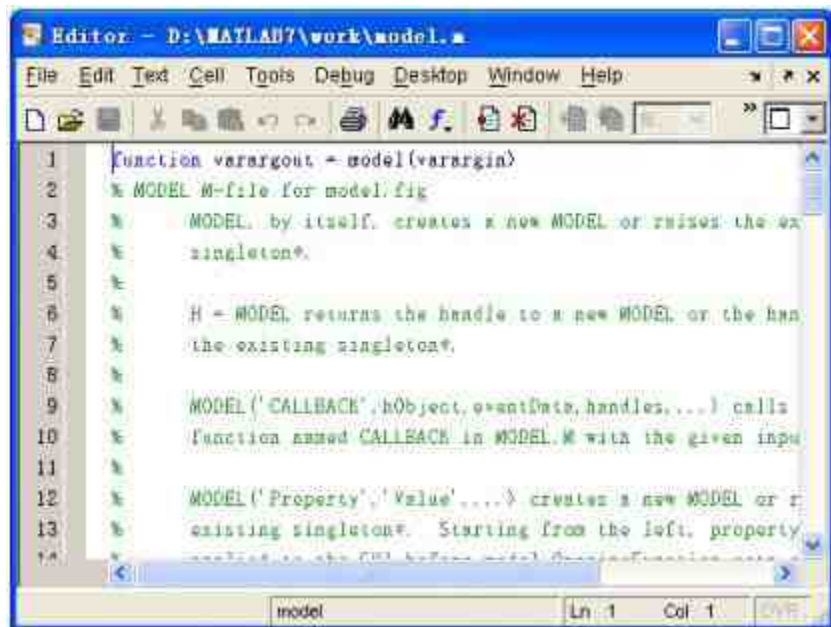 Editor - D:\MATLAB7\work\model.m
File Edit Text Cell Tools Debug Desktop Window Help
1 function varargout = model(varargin)
2 % MODEL M-file for model.fig
3 % MODEL, by itself, creates a new MODEL or raises the ex
4 % singleton*.
5 %
6 % H = MODEL returns the handle to a new MODEL or the han
7 % the existing singleton*.
8 %
9 % MODEL('CALLBACK',hObject,eventData,handles,...) calls
10 % function named CALLBACK in MODEL.M with the given inpu
11 %
12 % MODEL('Property','Value',...) creates a new MODEL or r
13 % existing singleton*. Starting from the left, property
model Ln 1 Col 1 OVR